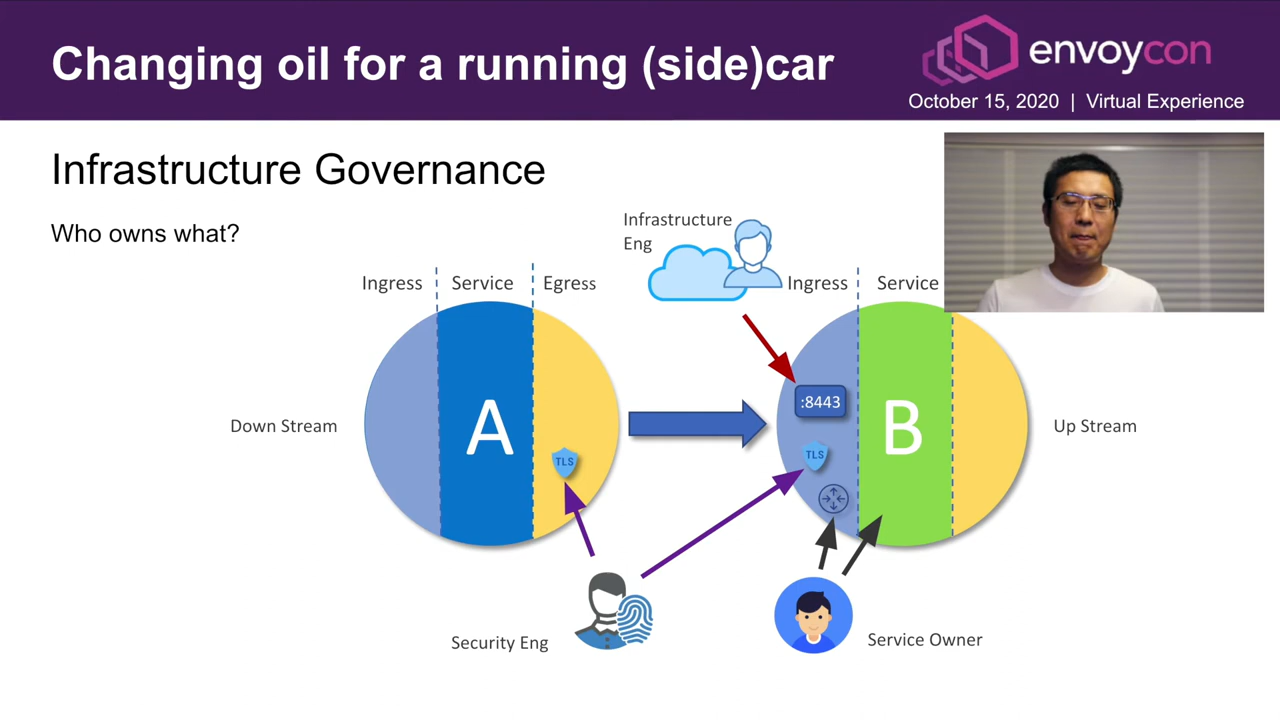 Changing oil for a running (side)car
envoycon
October 15, 2020 | Virtual Experience
Infrastructure Governance
Who owns what?
Infrastructure
Eng
Ingress
Service
Egress
Ingress
Service
:8443
A
B
Down Stream
Up Stream
TLS
TLS
Security Eng
Service Owner